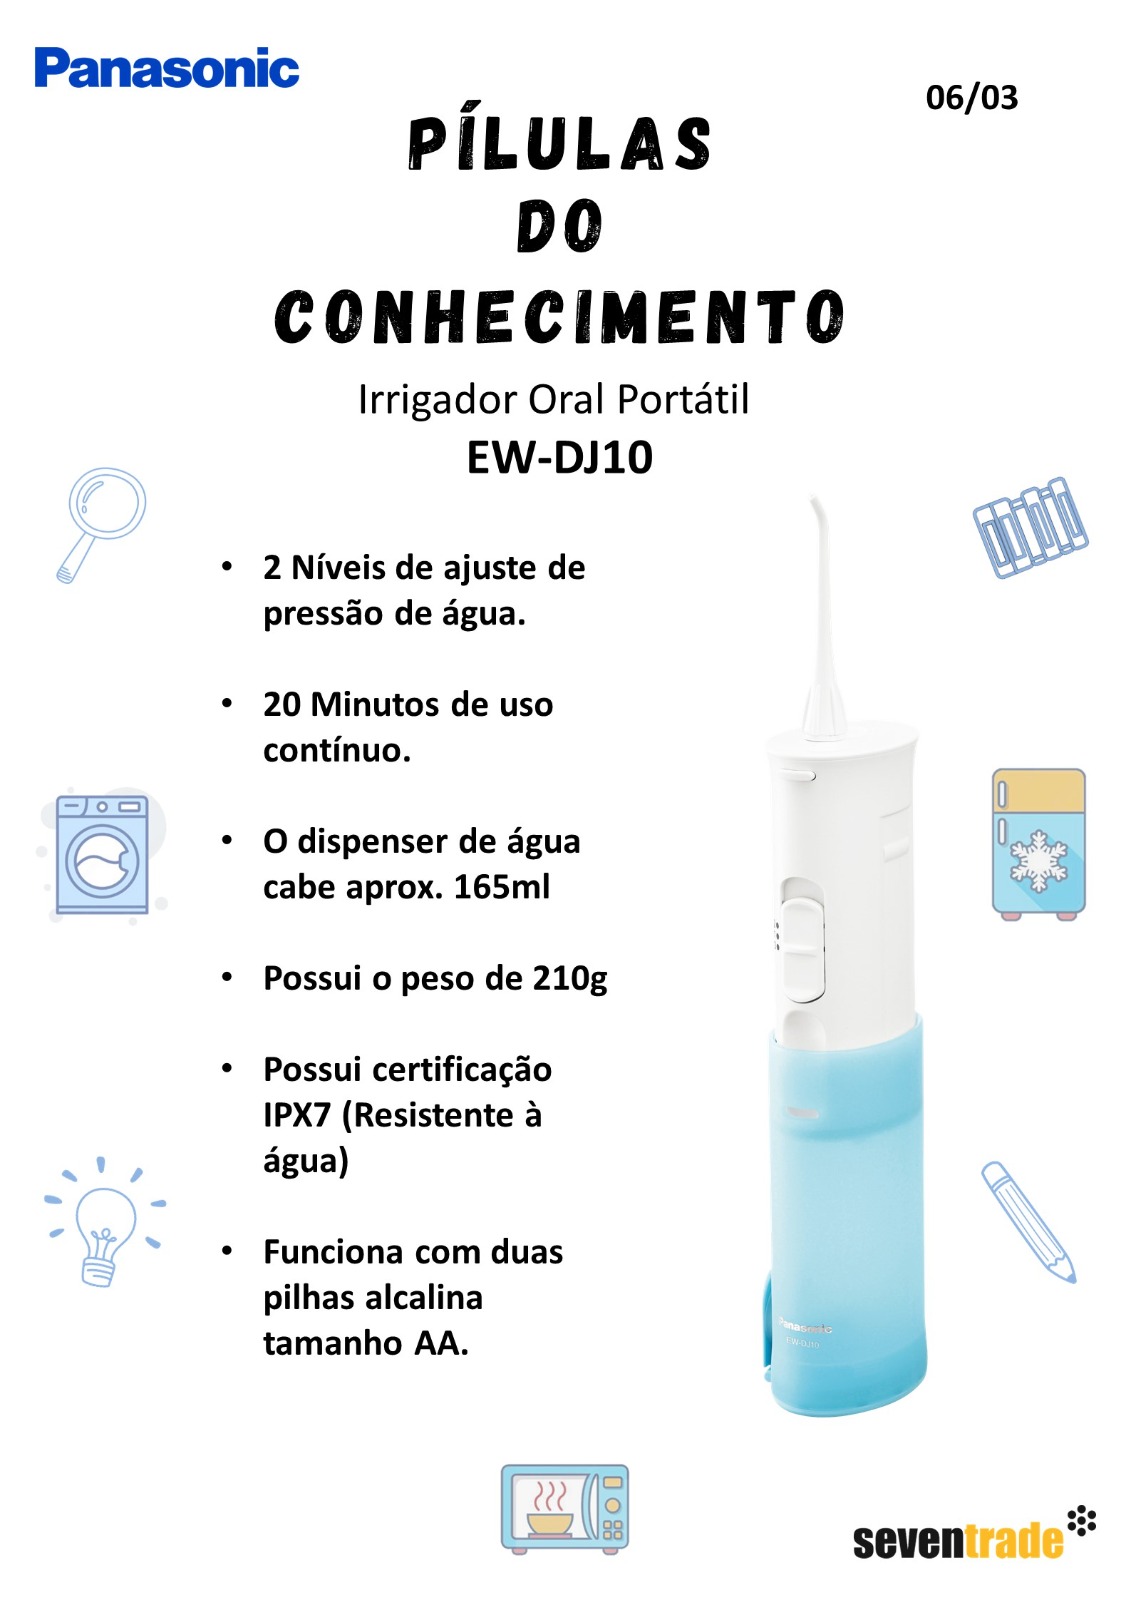 Panasonic
06/03
PÍLULAS
DO
CONHECIMENTO
Irrigador Oral Portátil
EW-DJ10
• 2 Níveis de ajuste de
pressão de água.
• 20 Minutos de uso
contínuo.
• O dispenser de água
cabe aprox. 165ml
• Possui o peso de 210g
• Possui certificação
IPX7 (Resistente à
água)
• Funciona com duas
pilhas alcalina
tamanho AA.
Panasonic
EW-DJ10
seventrade